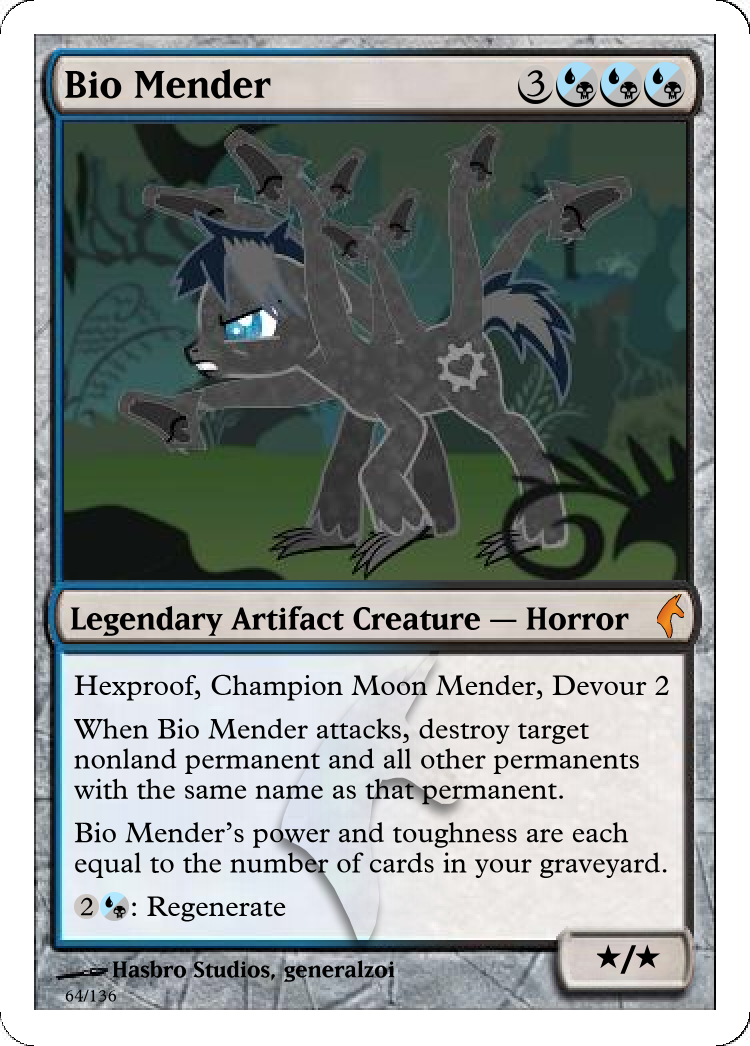 Bio Mender 3
Legendary Artifact Creature — Horror
Hexproof, Champion Moon Mender, Devour 2
When Bio Mender attacks, destroy target
nonland permanent and all other permanents
with the same name as that permanent.
Bio Mender’s power and toughness are each
equal to the number of cards in your graveyard.
2 : Regenerate
★/★
Hasbro Studios, generalzoi
64/136